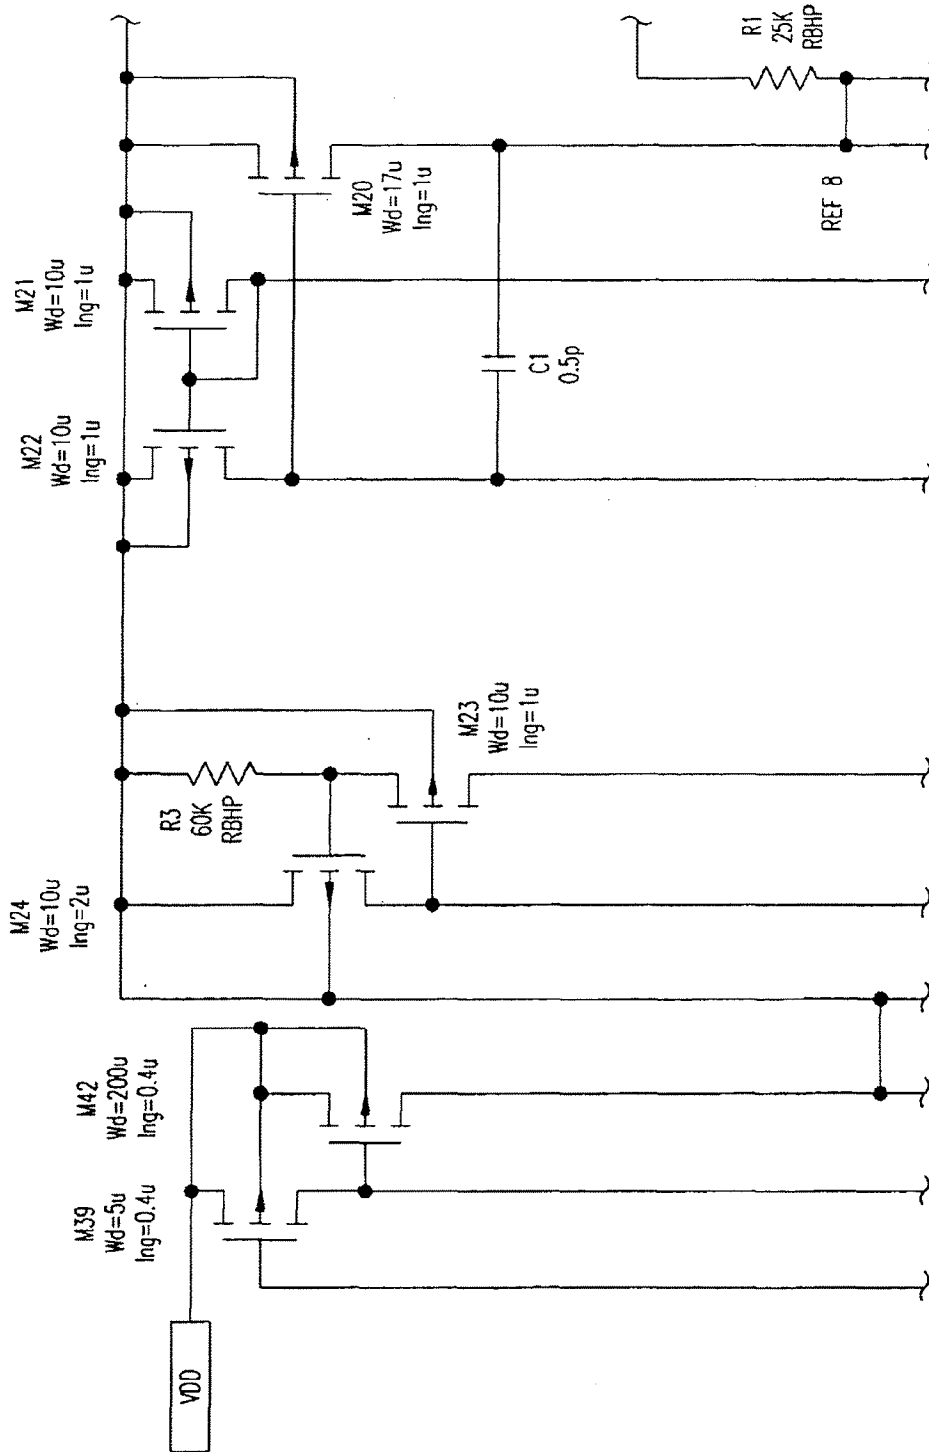 R1
25K
RBHP
M21
Wd=10u
lng=1u
M20
Wd=17u
lng=1u
REF 8
M22
Wd=10u
lng=1u
C1
0.5p
M23
Wd=10u
lng=1u
R3
60K
RBHP
M24
Wd=10u
lng=2u
M42
Wd=200u
lng=0.4u
M39
Wd=5u
lng=0.4u
VDD